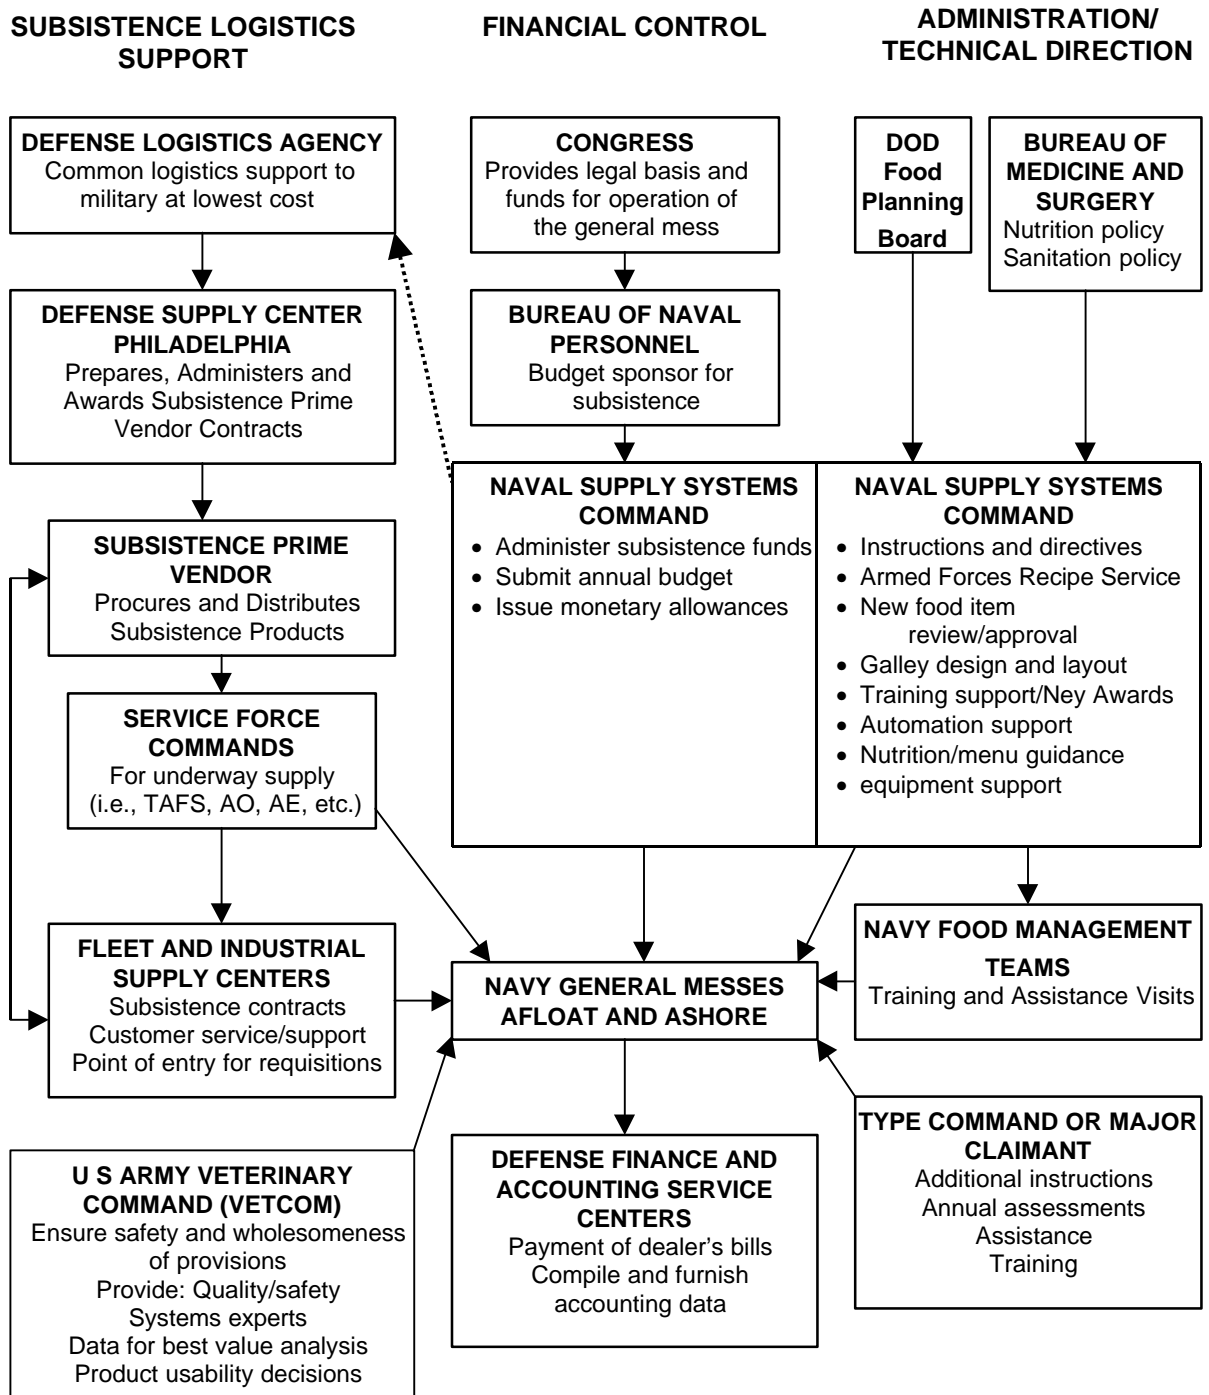 SUBSISTENCE LOGISTICS
SUPPORT
FINANCIAL CONTROL
ADMINISTRATION/
TECHNICAL DIRECTION
DEFENSE LOGISTICS AGENCY
Common logistics support to
military at lowest cost
DEFENSE SUPPLY CENTER
PHILADELPHIA
Prepares, Administers and
Awards Subsistence Prime
Vendor Contracts
SUBSISTENCE PRIME
VENDOR
Procures and Distributes
Subsistence Products
SERVICE FORCE
COMMANDS
For underway supply
(i.e., TAFS, AO, AE, etc.)
FLEET AND INDUSTRIAL
SUPPLY CENTERS
Subsistence contracts
Customer service/support
Point of entry for requisitions
U S ARMY VETERINARY
COMMAND (VETCOM)
Ensure safety and wholesomeness
of provisions
Provide: Quality/safety
Systems experts
Data for best value analysis
Product usability decisions
CONGRESS
Provides legal basis and
funds for operation of
the general mess
BUREAU OF NAVAL
PERSONNEL
Budget sponsor for
subsistence
NAVAL SUPPLY SYSTEMS
COMMAND
• Administer subsistence funds
• Submit annual budget
• Issue monetary allowances
NAVY GENERAL MESSES
AFLOAT AND ASHORE
DEFENSE FINANCE AND
ACCOUNTING SERVICE
CENTERS
Payment of dealer's bills
Compile and furnish
accounting data
DOD
Food
Planning
Board
BUREAU OF
MEDICINE AND
SURGERY
Nutrition policy
Sanitation policy
NAVAL SUPPLY SYSTEMS
COMMAND
• Instructions and directives
• Armed Forces Recipe Service
• New food item
review/approval
• Galley design and layout
• Training support/Ney Awards
• Automation support
• Nutrition/menu guidance
• equipment support
NAVY FOOD MANAGEMENT
TEAMS
Training and Assistance Visits
TYPE COMMAND OR MAJOR
CLAIMANT
Additional instructions
Annual assessments
Assistance
Training